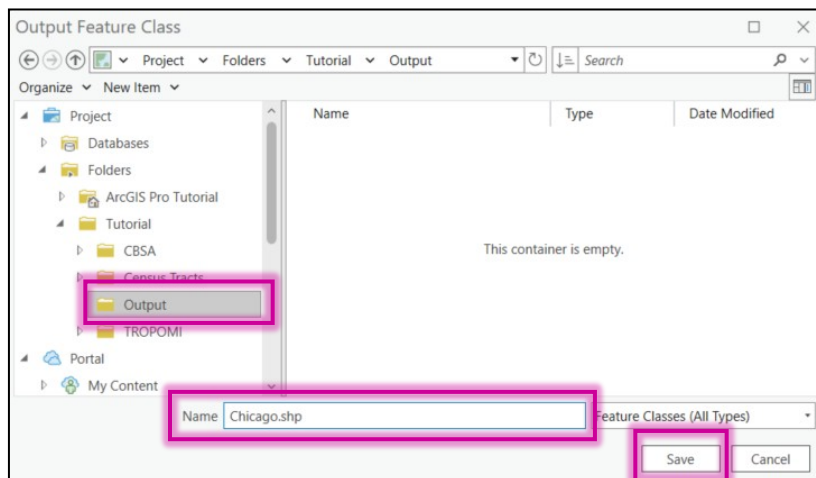 Output Feature Class
Project Folders Tutorial Output Search
Organize New Item
Name Type Date Modified
Project
Databases
Folders
ArcGIS Pro Tutorial
Tutorial
CBSA
Census Tracts
Output
TROPOMI
Portal
My Content
This container is empty.
Name Chicago.shp Feature Classes (All Types)
Save Cancel